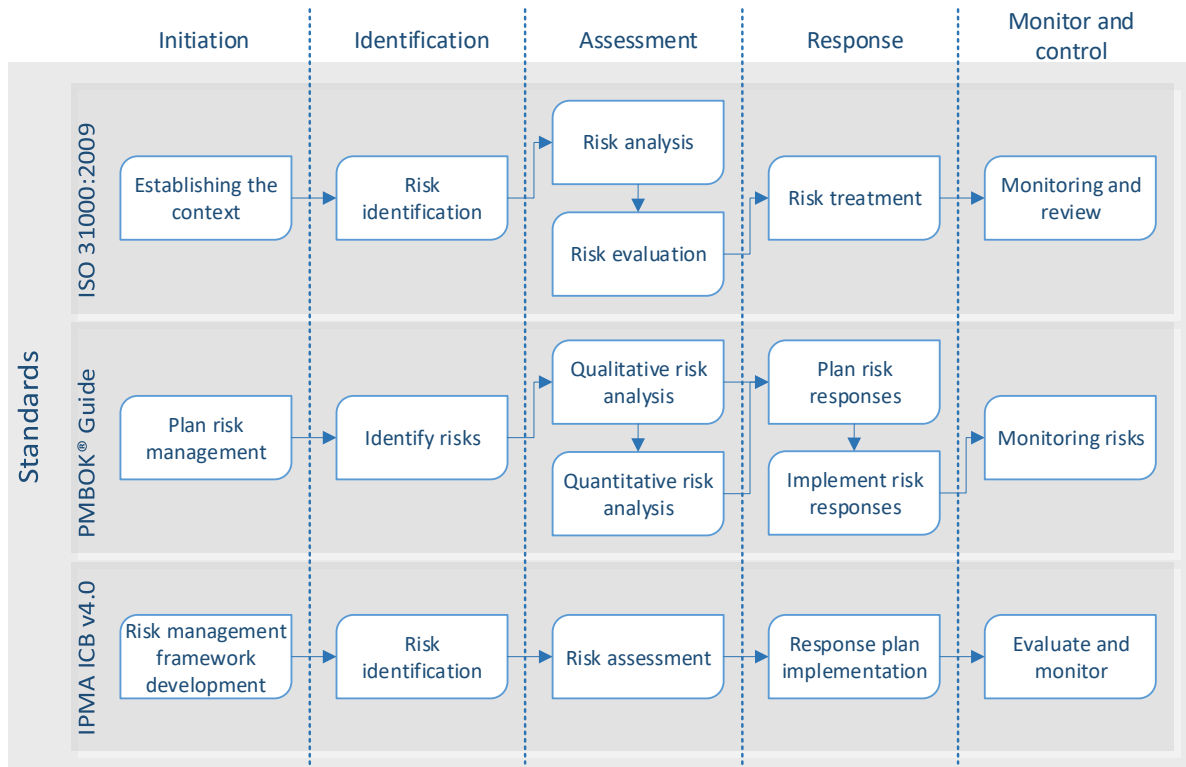 Initiation
Identification
Assessment
Response
Monitor and
control
Standards
ISO 31000:2009
Establishing the
context
Risk
identification
Risk analysis
Risk evaluation
Risk treatment
Monitoring and
review
PMBOK® Guide
Plan risk
management
Identify risks
Qualitative risk
analysis
Quantitative risk
analysis
Plan risk
responses
Implement risk
responses
Monitoring risks
IPMA ICB v4.0
Risk management
framework
development
Risk
identification
Risk assessment
Response plan
implementation
Evaluate and
monitor